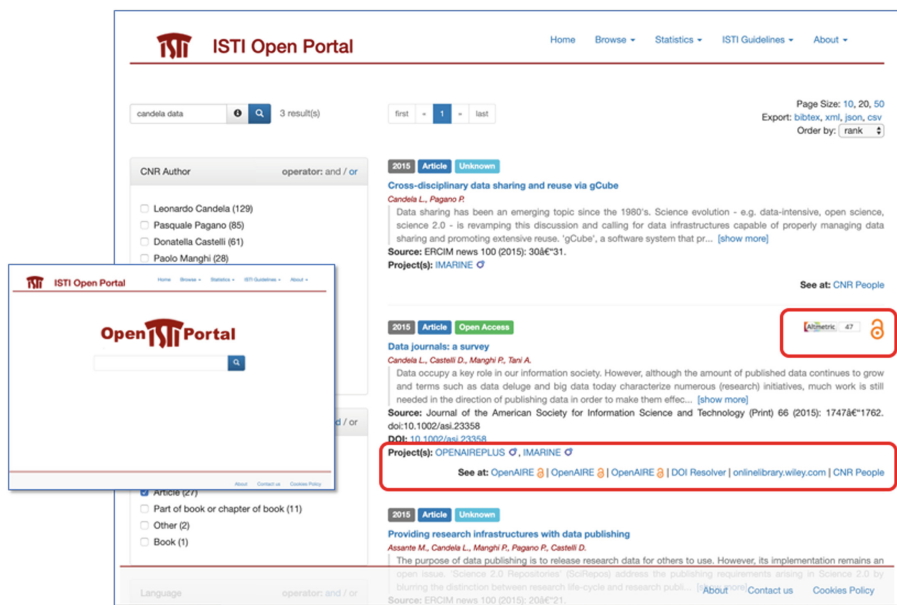 ISTI ISTI Open Portal
Home Browse Statistics ISTI Guidelines About
candela data
3 result(s)
first « 1 » last
Page Size: 10, 20, 50
Export: bibtex, xml, json, csv
Order by: rank
CNR Author operator: and / or
Leonardo Candela (129)
Pasquale Pagano (85)
Donatella Castelli (61)
Paolo Manghi (28)
2015 Article Unknown
Cross-disciplinary data sharing and reuse via gCube
Candela L., Pagano P.
Data sharing has been an emerging topic since the 1980's. Science evolution - e.g. data-intensive, open science,
science 2.0 - is revamping this discussion and calling for data infrastructures capable of properly managing data
sharing and promoting extensive reuse. 'gCube', a software system that pr... [show more]
Source: ERCIM news 100 (2015): 30â€"31.
Project(s): IMARINE
See at: CNR People
ISTI ISTI Open Portal
Home Browse Statistics ISTI Guidelines About
Open ISTI Portal
About Contact us Cookies Policy
2015 Article Open Access
Altmetric 47
Data journals: a survey
Candela L., Castelli D., Manghi P., Tani A.
Data occupy a key role in our information society. However, although the amount of published data continues to grow
and terms such as data deluge and big data today characterize numerous (research) initiatives, much work is still
needed in the direction of publishing data in order to make them effec... [show more]
Source: Journal of the American Society for Information Science and Technology (Print) 66 (2015): 1747â€"1762.
doi:10.1002/asi.23358
DOI: 10.1002/asi.23358
Project(s): OPENAIREPLUS , IMARINE
See at: OpenAIRE | OpenAIRE | OpenAIRE | DOI Resolver | onlinelibrary.wiley.com | CNR People
/ or
Article (27)
Part of book or chapter of book (11)
Other (2)
Book (1)
Language operator: and / or
2015 Article Unknown
Providing research infrastructures with data publishing
Assante M., Candela L., Manghi P., Pagano P., Castelli D.
The purpose of data publishing is to release research data for others to use. However, its implementation remains an
open issue. 'Science 2.0 Repositories' (SciRepos) address the publishing requirements arising in Science 2.0 by
blurring the distinction between research life-cycle and research publi...
Source: ERCIM news 100 (2015): 20â€"21.
About Contact us Cookies Policy